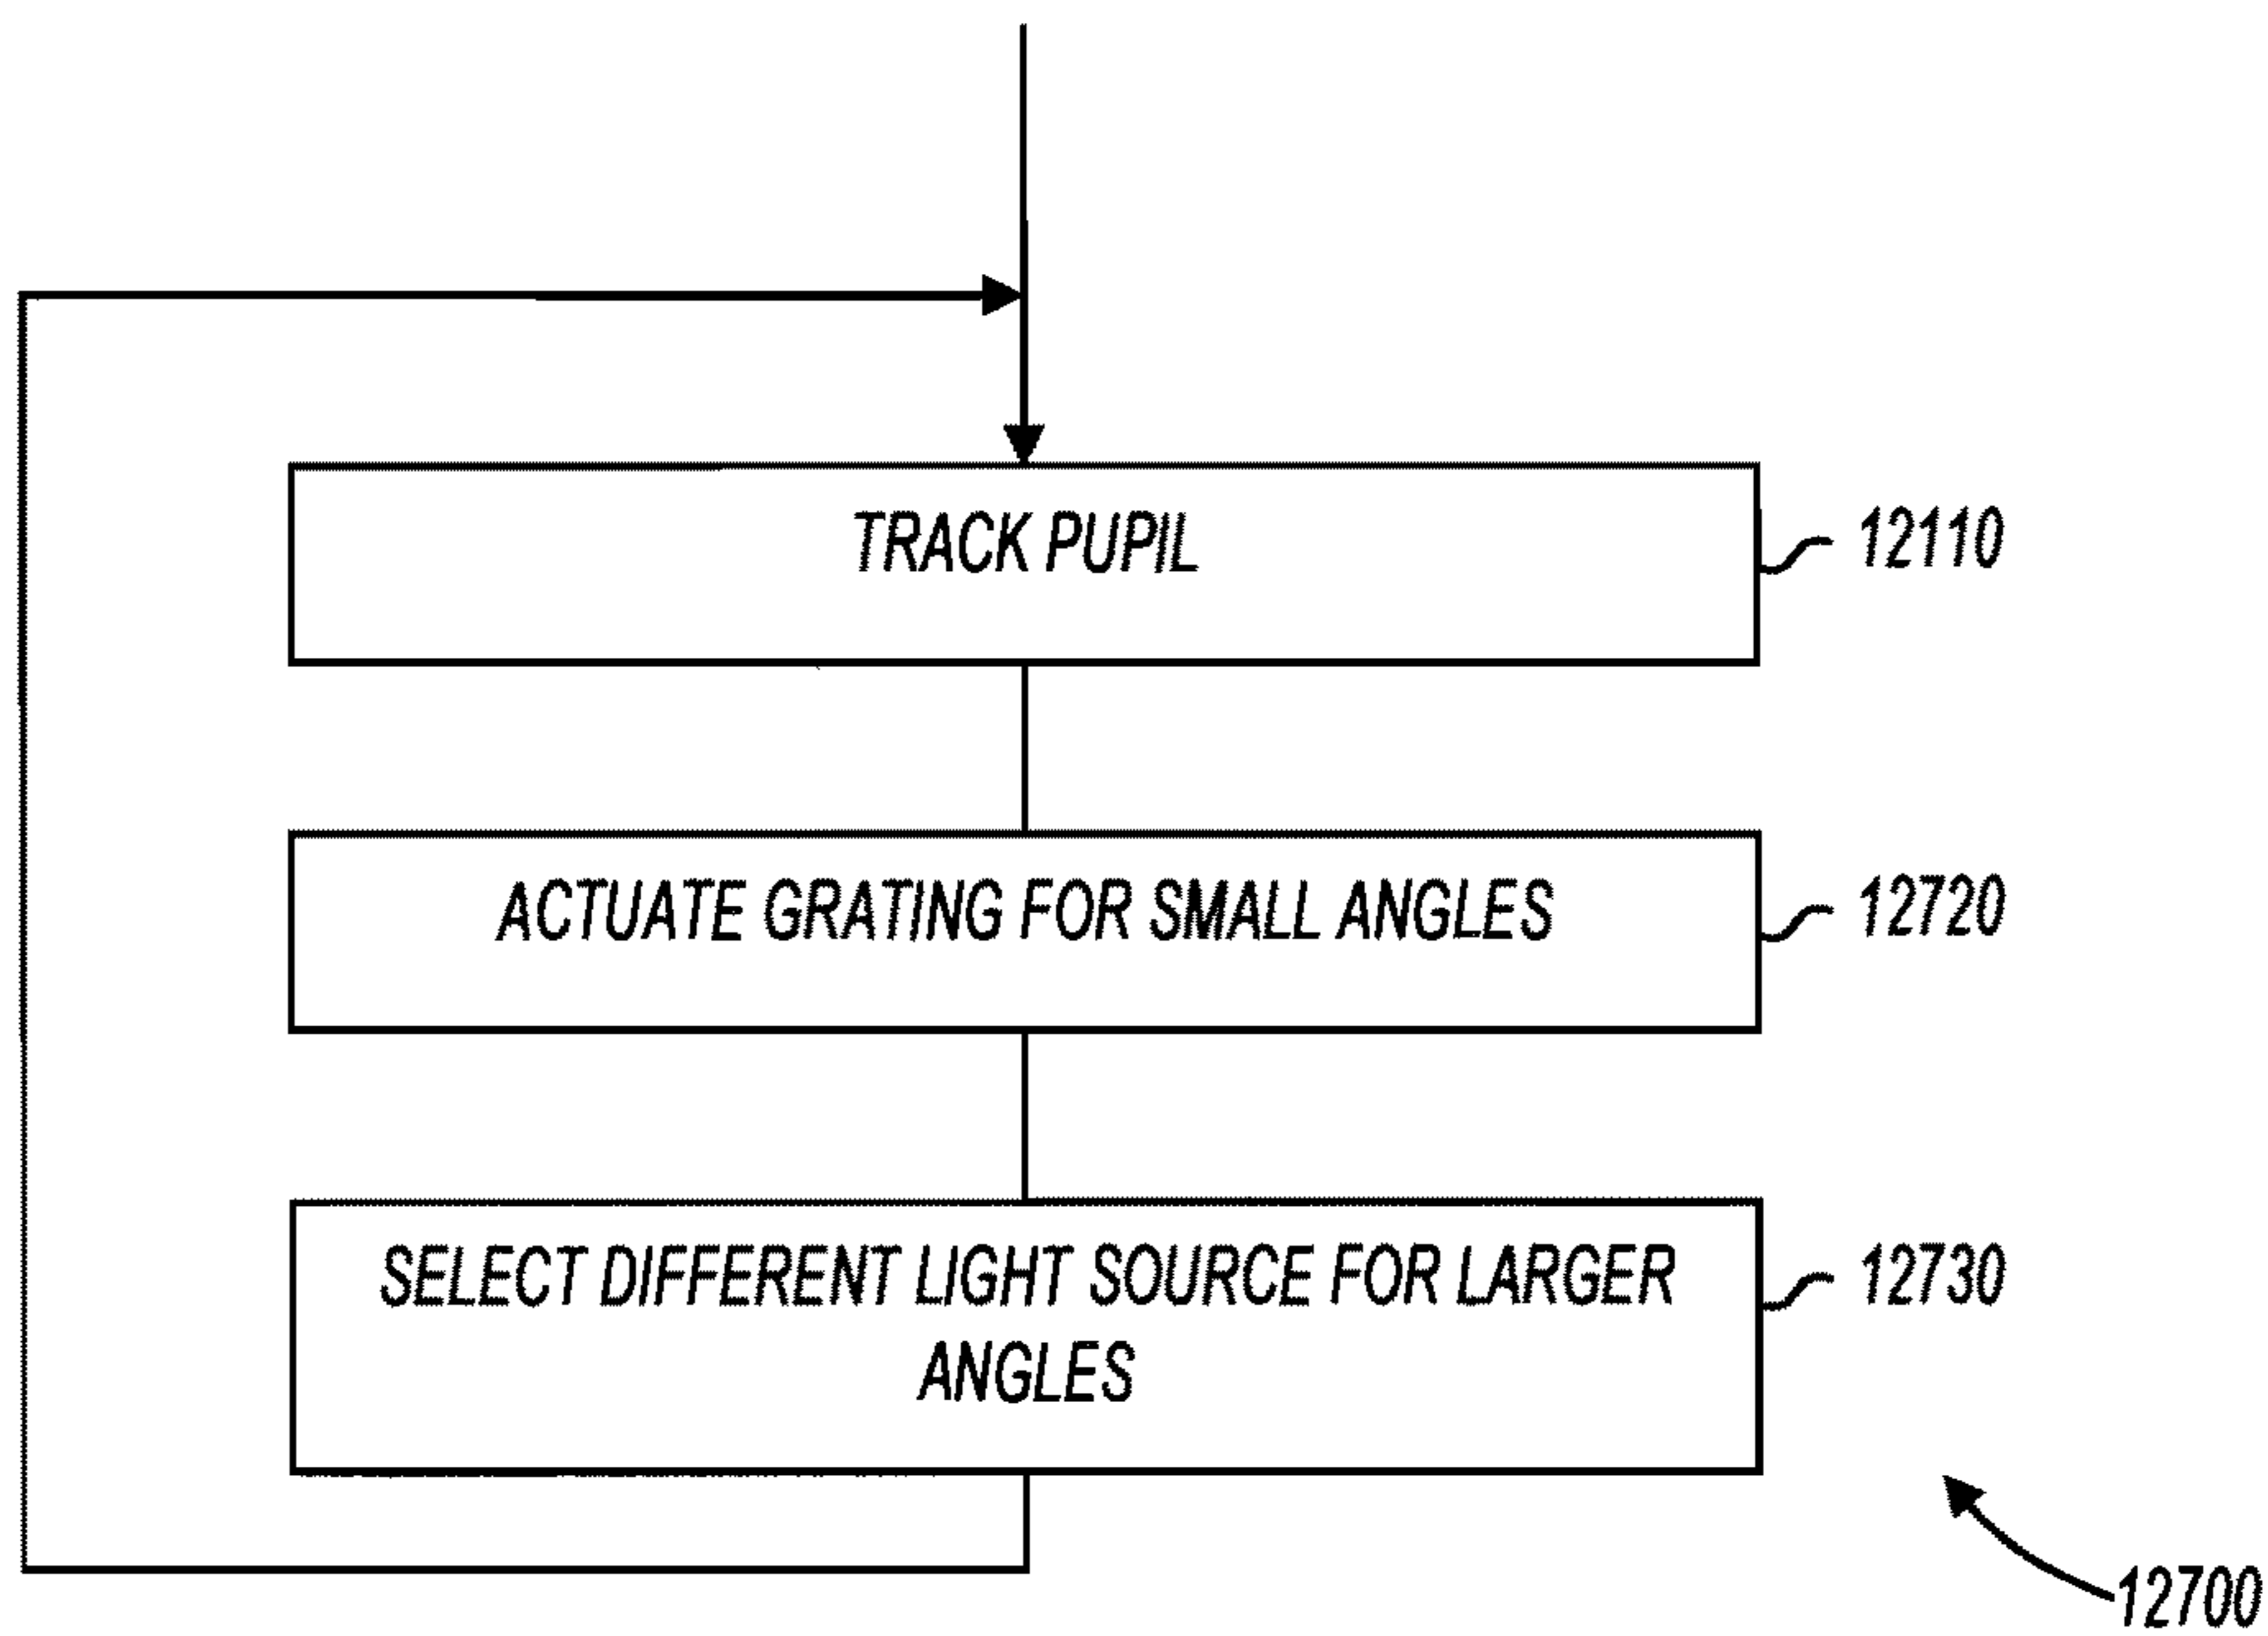 TRACK PUPIL
12110
ACTUATE GRATING FOR SMALL ANGLES
12720
SELECT DIFFERENT LIGHT SOURCE FOR LARGER
ANGLES
12730
12700